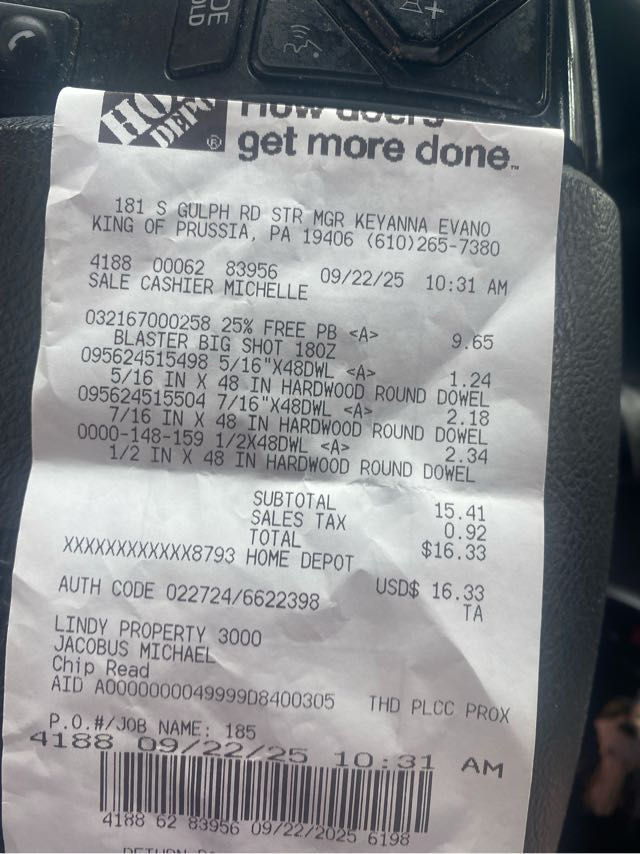 HOLD
HO
DEPO
®
How doers
get more done™
181 S GULPH RD STR MGR KEYANNA EVANO
KING OF PRUSSIA, PA 19406 (610)265-7380
4188 00062 83956 09/22/25 10:31 AM
SALE CASHIER MICHELLE
032167000258 25% FREE PB <A> 9.65
BLASTER BIG SHOT 18OZ
095624515498 5/16"X48DWL <A> 1.24
5/16 IN X 48 IN HARDWOOD ROUND DOWEL
095624515504 7/16"X48DWL <A> 2.18
7/16 IN X 48 IN HARDWOOD ROUND DOWEL
0000-148-159 1/2X48DWL <A> 2.34
1/2 IN X 48 IN HARDWOOD ROUND DOWEL
SUBTOTAL 15.41
SALES TAX 0.92
TOTAL $16.33
XXXXXXXXXXXX8793 HOME DEPOT
USD$ 16.33
AUTH CODE 022724/6622398 TA
LINDY PROPERTY 3000
JACOBUS MICHAEL
Chip Read
AID A0000000049999D8400305 THD PLCC PROX
P.O.#/JOB NAME: 185
4188 09/22/25 10:31 AM
4188 62 83956 09/22/2025 6198